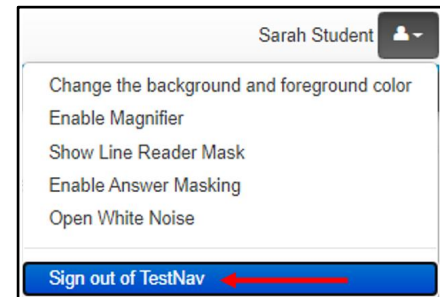 Sarah Student
Change the background and foreground color
Enable Magnifier
Show Line Reader Mask
Enable Answer Masking
Open White Noise
Sign out of TestNav